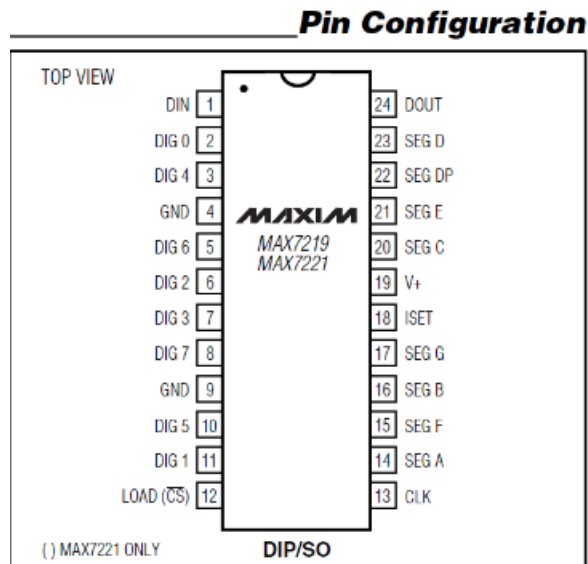 Pin Configuration
TOP VIEW
DIN 1
DIG 0 2
DIG 4 3
GND 4
DIG 6 5
DIG 2 6
DIG 3 7
DIG 7 8
GND 9
DIG 5 10
DIG 1 11
LOAD (C̅S̅) 12
MAXIM
MAX7219
MAX7221
24 DOUT
23 SEG D
22 SEG DP
21 SEG E
20 SEG C
19 V+
18 ISET
17 SEG G
16 SEG B
15 SEG F
14 SEG A
13 CLK
( ) MAX7221 ONLY
DIP/SO